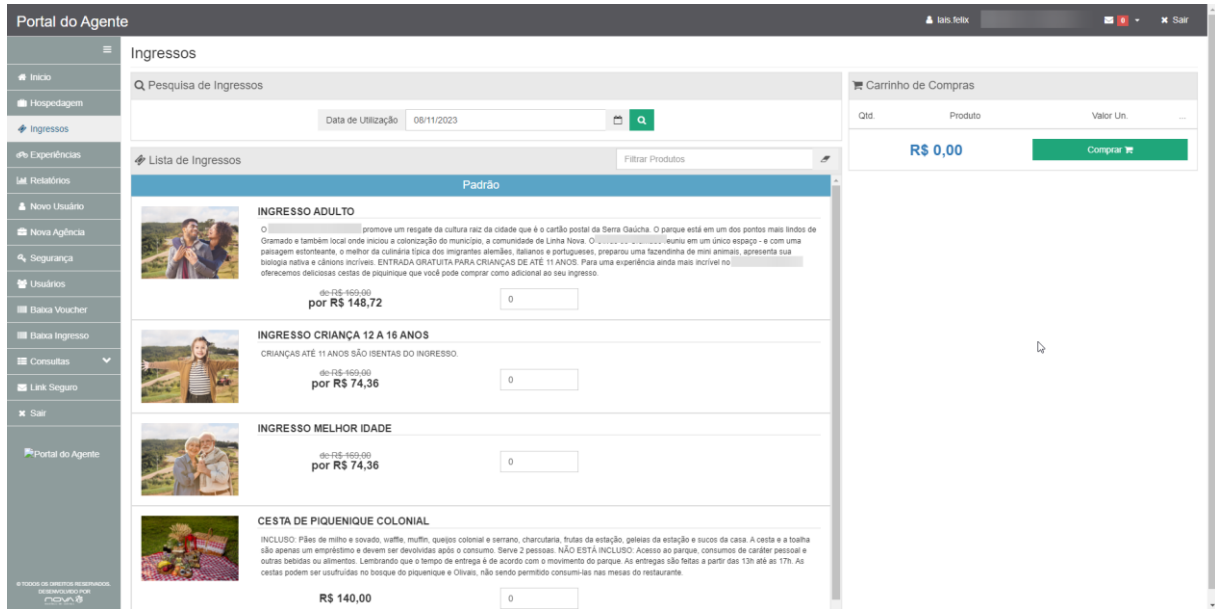 Portal do Agente
lais.felix
0
Sair
Inicio
Hospedagem
Ingressos
Experiências
Relatórios
Novo Usuário
Nova Agência
Segurança
Usuários
Baixa Voucher
Baixa Ingresso
Consultas
Link Seguro
Sair
Portal do Agente
© TODOS OS DIREITOS RESERVADOS.
DESENVOLVIDO POR
nova
Ingressos
Pesquisa de Ingressos
Data de Utilização 08/11/2023
Lista de Ingressos
Filtrar Produtos
Padrão
INGRESSO ADULTO
O promove um resgate da cultura raiz da cidade que é o cartão postal da Serra Gaúcha. O parque está em um dos pontos mais lindos de
Gramado e também local onde iniciou a colonização do município, a comunidade de Linha Nova. O reuniu em um único espaço - e com uma
paisagem estonteante, o melhor da culinária típica dos imigrantes alemães, italianos e portugueses, preparou uma fazendinha de mini animais, apresenta sua
biologia nativa e cânions incríveis. ENTRADA GRATUITA PARA CRIANÇAS DE ATÉ 11 ANOS. Para uma experiência ainda mais incrível no
oferecemos deliciosas cestas de piquinique que você pode comprar como adicional ao seu ingresso.
de R$ 169,00
por R$ 148,72
0
INGRESSO CRIANÇA 12 A 16 ANOS
CRIANÇAS ATÉ 11 ANOS SÃO ISENTAS DO INGRESSO.
de R$ 169,00
por R$ 74,36
0
INGRESSO MELHOR IDADE
de R$ 169,00
por R$ 74,36
0
CESTA DE PIQUENIQUE COLONIAL
INCLUSO: Pães de milho e sovado, waffle, muffin, queijos colonial e serrano, charcutaria, frutas da estação, geleias da estação e sucos da casa. A cesta e a toalha
são apenas um empréstimo e devem ser devolvidas após o consumo. Serve 2 pessoas. NÃO ESTÁ INCLUSO: Acesso ao parque, consumos de caráter pessoal e
outras bebidas ou alimentos. Lembrando que o tempo de entrega é de acordo com o movimento do parque. As entregas são feitas a partir das 13h até as 17h. As
cestas podem ser usufruídas no bosque do piquenique e Olivais, não sendo permitido consumi-las nas mesas do restaurante.
R$ 140,00
0
Carrinho de Compras
Qtd. Produto Valor Un. ...
R$ 0,00
Comprar